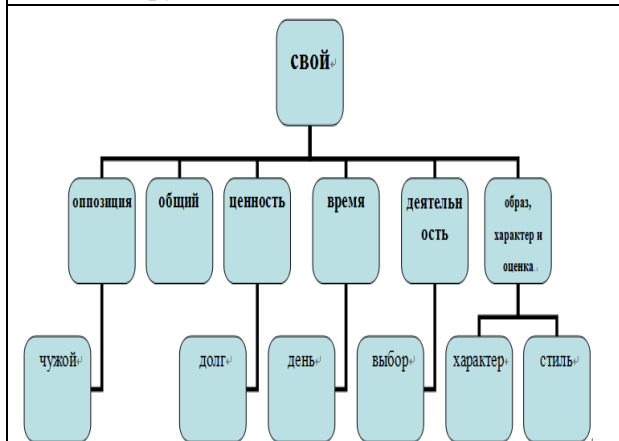 свой
оппозиция
общий
ценность
время
деятельн
ость
образ,
характер и
оценка
чужой
долг
день
выбор
характер
стиль